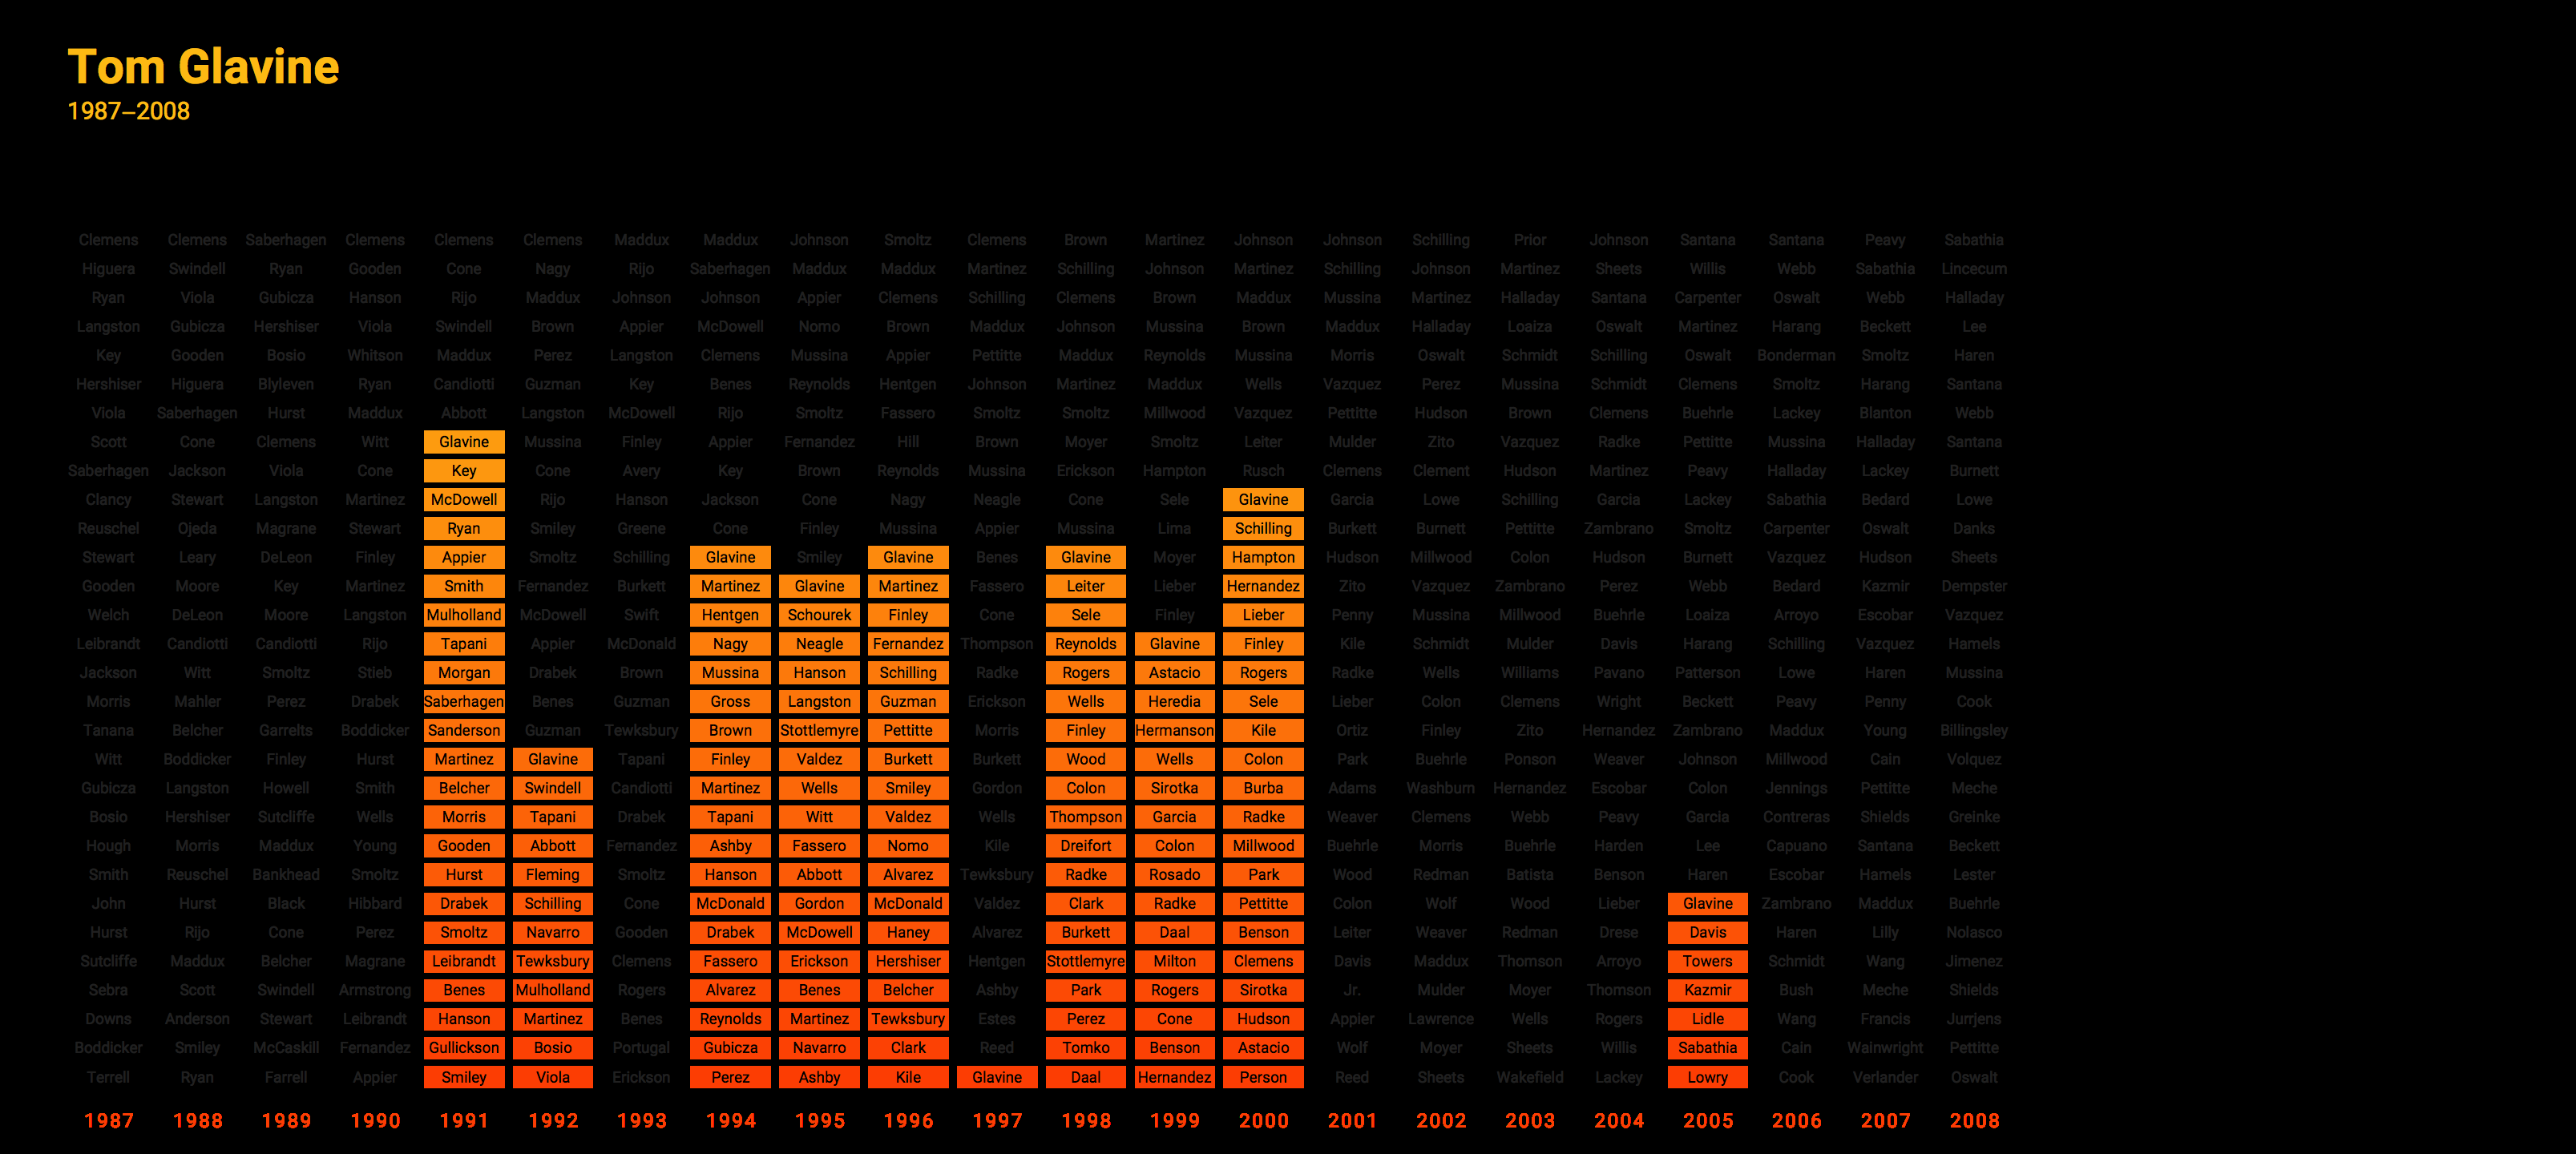 Tom Glavine
1987–2008
Clemens Clemens Saberhagen Clemens Clemens Clemens Maddux Maddux Johnson Smoltz Clemens Brown Martinez Johnson Johnson Schilling Prior Johnson Santana Santana Peavy Sabathia
Higuera Swindell Ryan Gooden Cone Nagy Rijo Saberhagen Maddux Maddux Martinez Schilling Johnson Martinez Schilling Johnson Martinez Sheets Willis Webb Sabathia Lincecum
Ryan Viola Gubicza Hanson Rijo Maddux Johnson Johnson Appier Clemens Schilling Clemens Brown Maddux Mussina Martinez Halladay Santana Carpenter Oswalt Webb Halladay
Langston Gubicza Hershiser Viola Swindell Brown Appier McDowell Nomo Brown Maddux Johnson Mussina Brown Maddux Halladay Loaiza Oswalt Martinez Harang Beckett Lee
Key Gooden Bosio Whitson Maddux Perez Langston Clemens Mussina Appier Pettitte Maddux Reynolds Mussina Morris Oswalt Schmidt Schilling Oswalt Bonderman Smoltz Haren
Hershiser Higuera Blyleven Ryan Candiotti Guzman Key Benes Reynolds Hentgen Johnson Martinez Maddux Wells Vazquez Perez Mussina Schmidt Clemens Smoltz Harang Santana
Viola Saberhagen Hurst Maddux Abbott Langston McDowell Rijo Smoltz Fassero Smoltz Smoltz Millwood Vazquez Pettitte Hudson Brown Clemens Buehrle Lackey Blanton Webb
Scott Cone Clemens Witt Glavine Mussina Finley Appier Fernandez Hill Brown Moyer Smoltz Leiter Mulder Zito Vazquez Radke Pettitte Mussina Halladay Santana
Saberhagen Jackson Viola Cone Key Cone Avery Key Brown Reynolds Mussina Erickson Hampton Rusch Clemens Clement Hudson Martinez Peavy Halladay Lackey Burnett
Clancy Stewart Langston Martinez McDowell Rijo Hanson Jackson Cone Nagy Neagle Cone Sele Glavine Garcia Lowe Schilling Garcia Lackey Sabathia Bedard Lowe
Reuschel Ojeda Magrane Stewart Ryan Smiley Greene Cone Finley Mussina Appier Mussina Lima Schilling Burkett Burnett Pettitte Zambrano Smoltz Carpenter Oswalt Danks
Stewart Leary DeLeon Finley Appier Smoltz Schilling Glavine Smiley Glavine Benes Glavine Moyer Hampton Hudson Millwood Colon Hudson Burnett Vazquez Hudson Sheets
Gooden Moore Key Martinez Smith Fernandez Burkett Martinez Glavine Martinez Fassero Leiter Lieber Hernandez Zito Vazquez Zambrano Perez Webb Bedard Kazmir Dempster
Welch DeLeon Moore Langston Mulholland McDowell Swift Hentgen Schourek Finley Cone Sele Finley Lieber Penny Mussina Millwood Buehrle Loaiza Arroyo Escobar Vazquez
Leibrandt Candiotti Candiotti Rijo Tapani Appier McDonald Nagy Neagle Fernandez Thompson Reynolds Glavine Finley Kile Schmidt Mulder Davis Harang Schilling Vazquez Hamels
Jackson Witt Smoltz Stieb Morgan Drabek Brown Mussina Hanson Schilling Radke Rogers Astacio Rogers Radke Wells Williams Pavano Patterson Lowe Haren Mussina
Morris Mahler Perez Drabek Saberhagen Benes Guzman Gross Langston Guzman Erickson Wells Heredia Sele Lieber Colon Clemens Wright Beckett Peavy Penny Cook
Tanana Belcher Garrelts Boddicker Sanderson Guzman Tewksbury Brown Stottlemyre Pettitte Morris Finley Hermanson Kile Ortiz Finley Zito Hernandez Zambrano Maddux Young Billingsley
Witt Boddicker Finley Hurst Martinez Glavine Tapani Finley Valdez Burkett Burkett Wood Wells Colon Park Buehrle Ponson Weaver Johnson Millwood Cain Volquez
Gubicza Langston Howell Smith Belcher Swindell Candiotti Martinez Wells Smiley Gordon Colon Sirotka Burba Adams Washburn Hernandez Escobar Colon Jennings Pettitte Meche
Bosio Hershiser Sutcliffe Wells Morris Tapani Drabek Tapani Witt Valdez Wells Thompson Garcia Radke Weaver Clemens Webb Peavy Garcia Contreras Shields Greinke
Hough Morris Maddux Young Gooden Abbott Fernandez Ashby Fassero Nomo Kile Dreifort Colon Millwood Buehrle Morris Buehrle Harden Lee Capuano Santana Beckett
Smith Reuschel Bankhead Smoltz Hurst Fleming Smoltz Hanson Abbott Alvarez Tewksbury Radke Rosado Park Wood Redman Batista Benson Haren Escobar Hamels Lester
John Hurst Black Hibbard Drabek Schilling Cone McDonald Gordon McDonald Valdez Clark Radke Pettitte Colon Wolf Wood Lieber Glavine Zambrano Maddux Buehrle
Hurst Rijo Cone Perez Smoltz Navarro Gooden Drabek McDowell Haney Alvarez Burkett Daal Benson Leiter Weaver Redman Drese Davis Haren Lilly Nolasco
Sutcliffe Maddux Belcher Magrane Leibrandt Tewksbury Clemens Fassero Erickson Hershiser Hentgen Stottlemyre Milton Clemens Davis Maddux Thomson Arroyo Towers Schmidt Wang Jimenez
Sebra Scott Swindell Armstrong Benes Mulholland Rogers Alvarez Benes Belcher Ashby Park Rogers Sirotka Jr. Mulder Moyer Thomson Kazmir Bush Meche Shields
Downs Anderson Stewart Leibrandt Hanson Martinez Benes Reynolds Martinez Tewksbury Estes Perez Cone Hudson Appier Lawrence Wells Rogers Lidle Wang Francis Jurrjens
Boddicker Smiley McCaskill Fernandez Gullickson Bosio Portugal Gubicza Navarro Clark Reed Tomko Benson Astacio Wolf Moyer Sheets Willis Sabathia Cain Wainwright Pettitte
Terrell Ryan Farrell Appier Smiley Viola Erickson Perez Ashby Kile Glavine Daal Hernandez Person Reed Sheets Wakefield Lackey Lowry Cook Verlander Oswalt
1987 1988 1989 1990 1991 1992 1993 1994 1995 1996 1997 1998 1999 2000 2001 2002 2003 2004 2005 2006 2007 2008